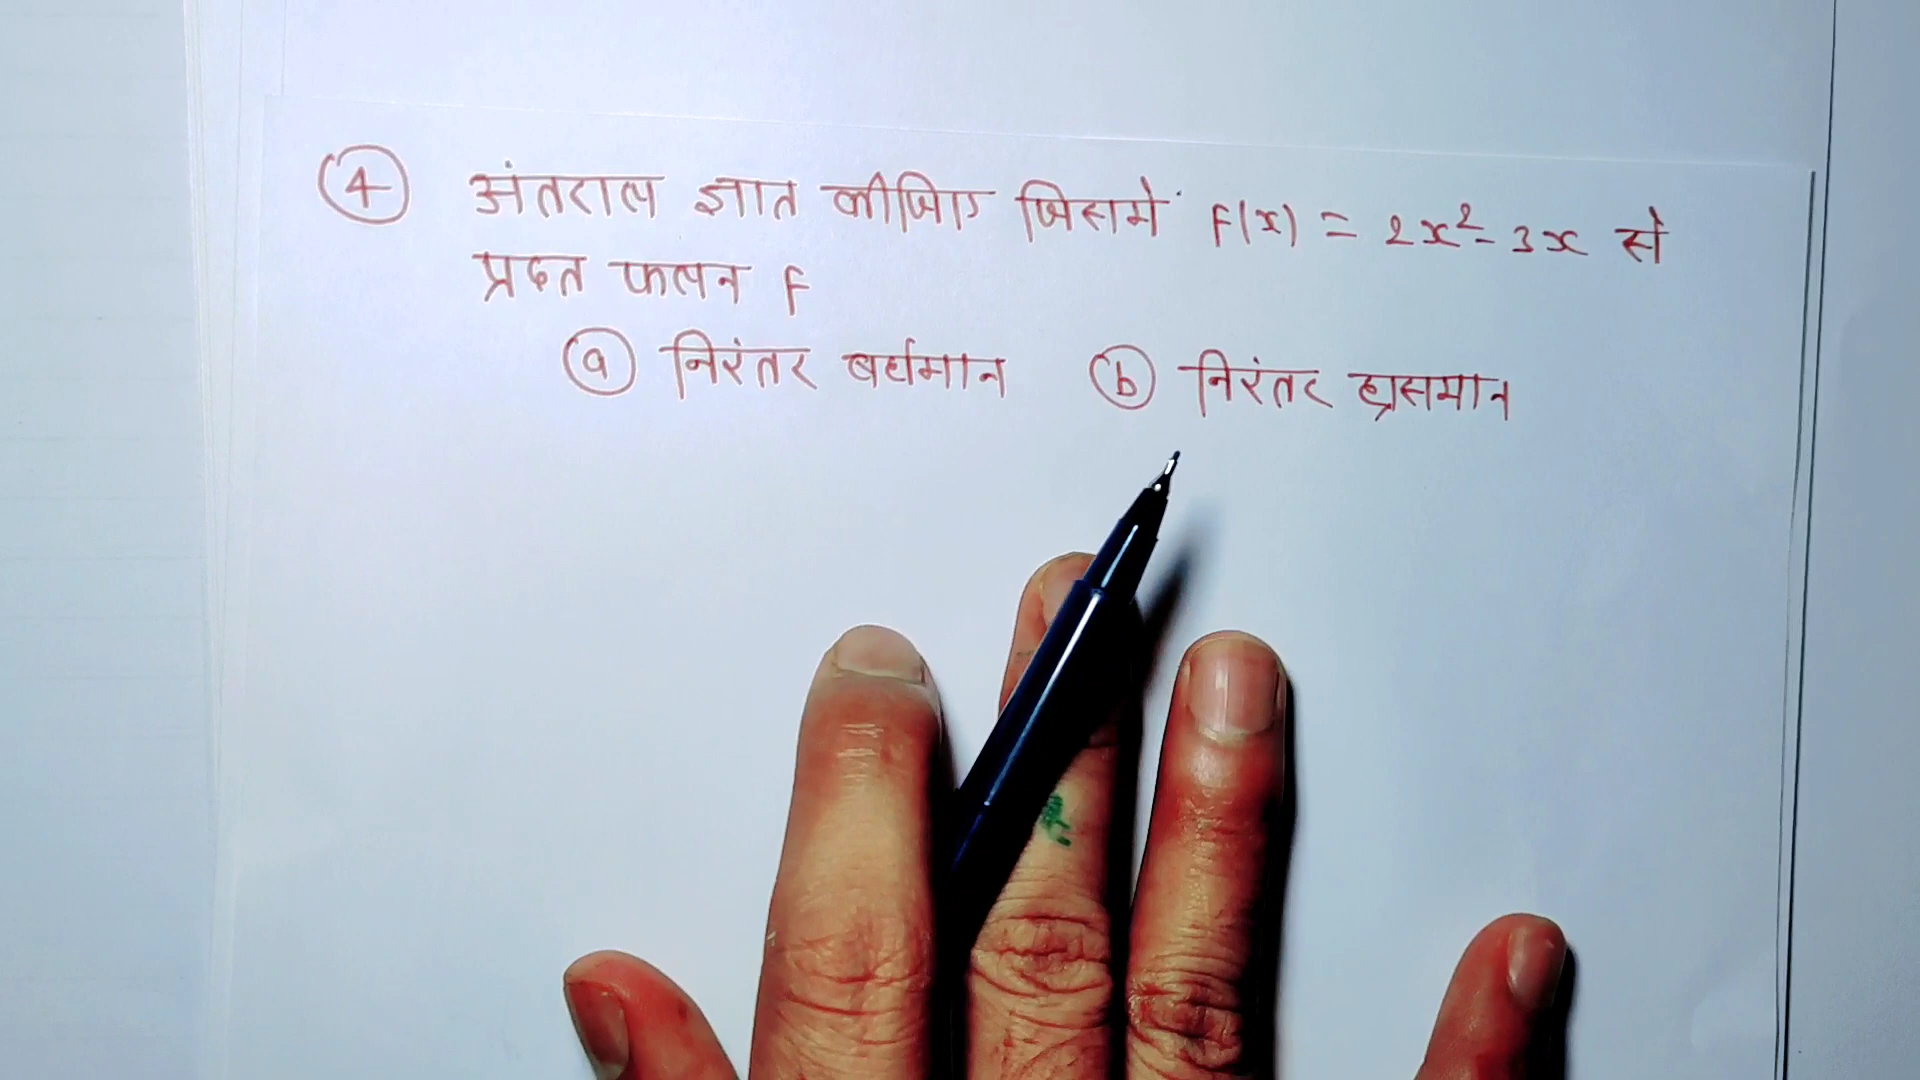 ④ अंतराल ज्ञात कीजिए जिसमें F(x) = 2x² - 3x से
प्रदत्त फलन F
ⓐ निरंतर वर्धमान ⓑ निरंतर ह्रासमान